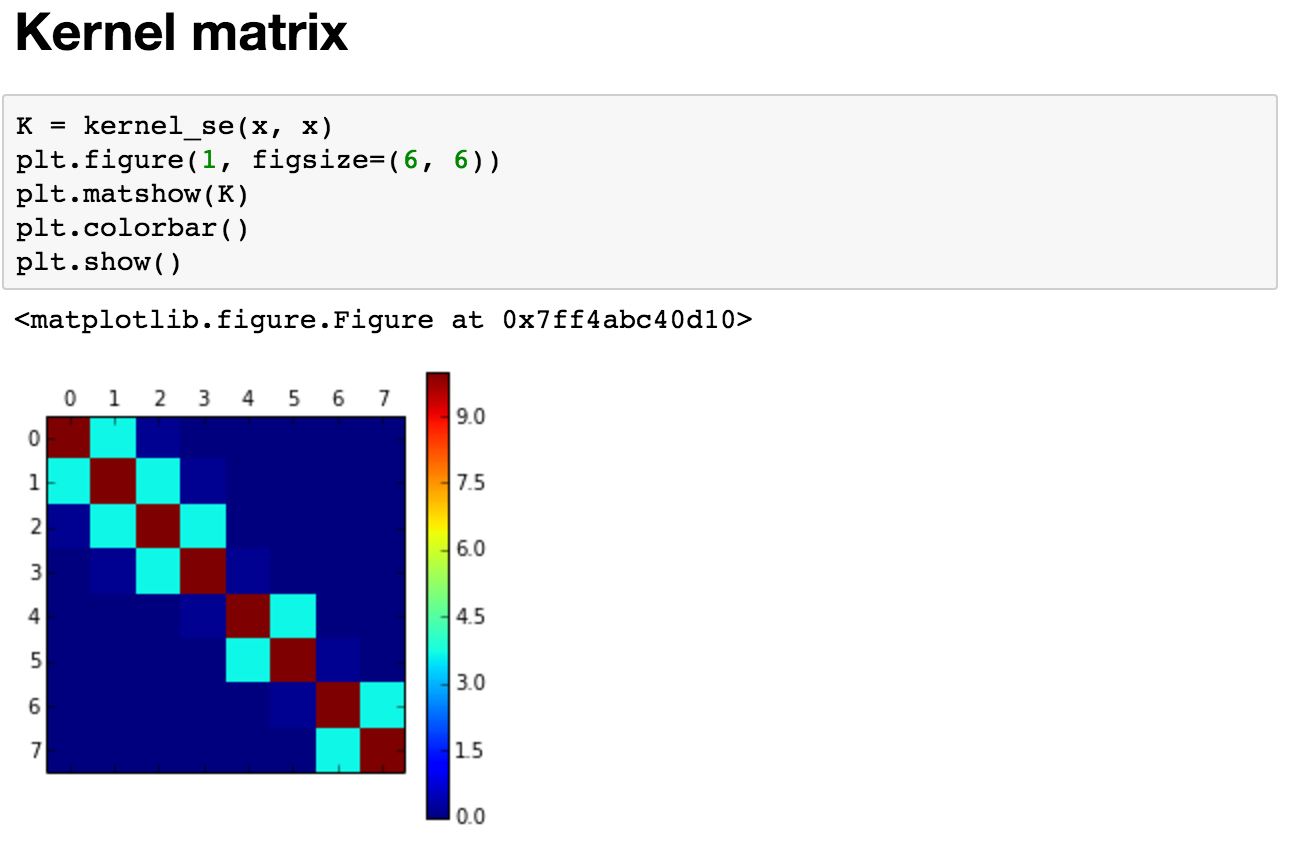 Kernel matrix
K = kernel_se(x, x)
plt.figure(1, figsize=(6, 6))
plt.matshow(K)
plt.colorbar()
plt.show()
<matplotlib.figure.Figure at 0x7ff4abc40d10>
0 1 2 3 4 5 6 7
0
1
2
3
4
5
6
7
9.0
7.5
6.0
4.5
3.0
1.5
0.0